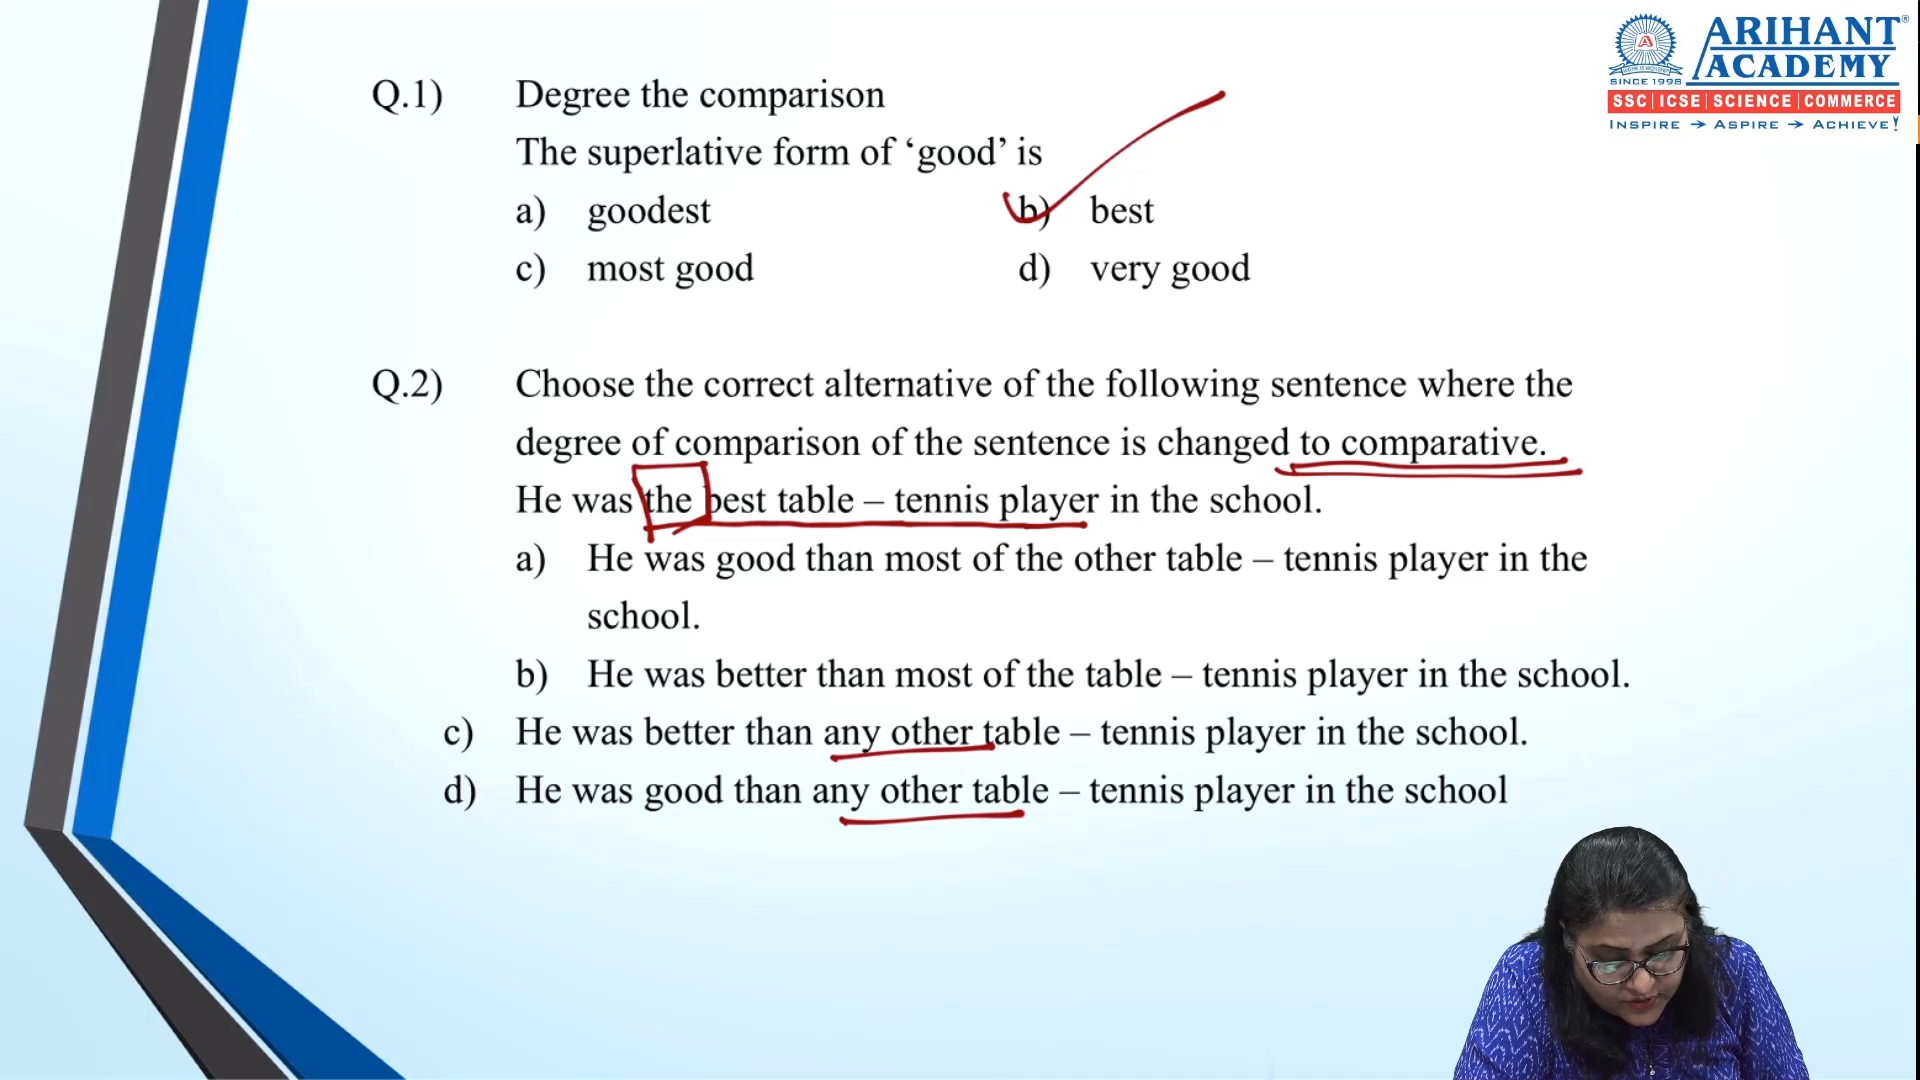 ARIHANT
ACADEMY
SINCE 1998
SSC | ICSE | SCIENCE | COMMERCE
INSPIRE → ASPIRE → ACHIEVE!
Q.1) Degree the comparison
The superlative form of ‘good’ is
a) goodest b) best
c) most good d) very good
Q.2) Choose the correct alternative of the following sentence where the
degree of comparison of the sentence is changed to comparative.
He was the best table – tennis player in the school.
a) He was good than most of the other table – tennis player in the
school.
b) He was better than most of the table – tennis player in the school.
c) He was better than any other table – tennis player in the school.
d) He was good than any other table – tennis player in the school